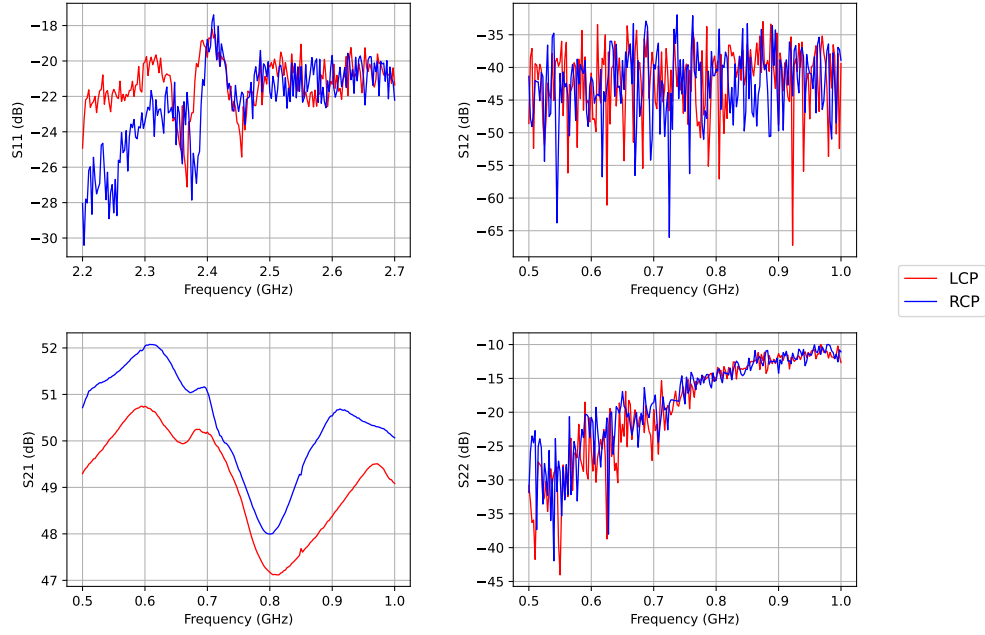 −18
−20
−22
−24
−26
−28
−30
S11 (dB)
2.2 2.3 2.4 2.5 2.6 2.7
Frequency (GHz)
−35
−40
−45
−50
−55
−60
−65
S12 (dB)
0.5 0.6 0.7 0.8 0.9 1.0
Frequency (GHz)
LCP
RCP
52
51
50
49
48
47
S21 (dB)
0.5 0.6 0.7 0.8 0.9 1.0
Frequency (GHz)
−10
−15
−20
−25
−30
−35
−40
−45
S22 (dB)
0.5 0.6 0.7 0.8 0.9 1.0
Frequency (GHz)